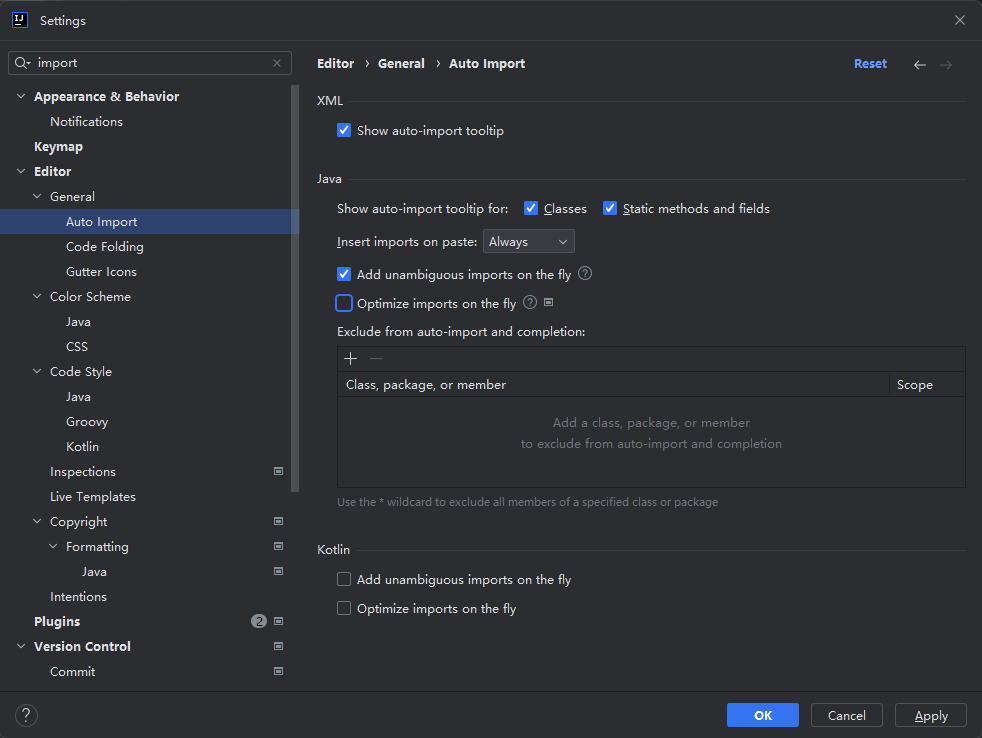 IJ Settings
import
Appearance & Behavior
Notifications
Keymap
Editor
General
Auto Import
Code Folding
Gutter Icons
Color Scheme
Java
CSS
Code Style
Java
Groovy
Kotlin
Inspections
Live Templates
Copyright
Formatting
Java
Intentions
Plugins 2
Version Control
Commit
Editor › General › Auto Import Reset
XML
Show auto-import tooltip
Java
Show auto-import tooltip for: Classes Static methods and fields
Insert imports on paste: Always
Add unambiguous imports on the fly ?
Optimize imports on the fly ?
Exclude from auto-import and completion:
Class, package, or member Scope
Add a class, package, or member
to exclude from auto-import and completion
Use the * wildcard to exclude all members of a specified class or package
Kotlin
Add unambiguous imports on the fly
Optimize imports on the fly
? OK Cancel Apply